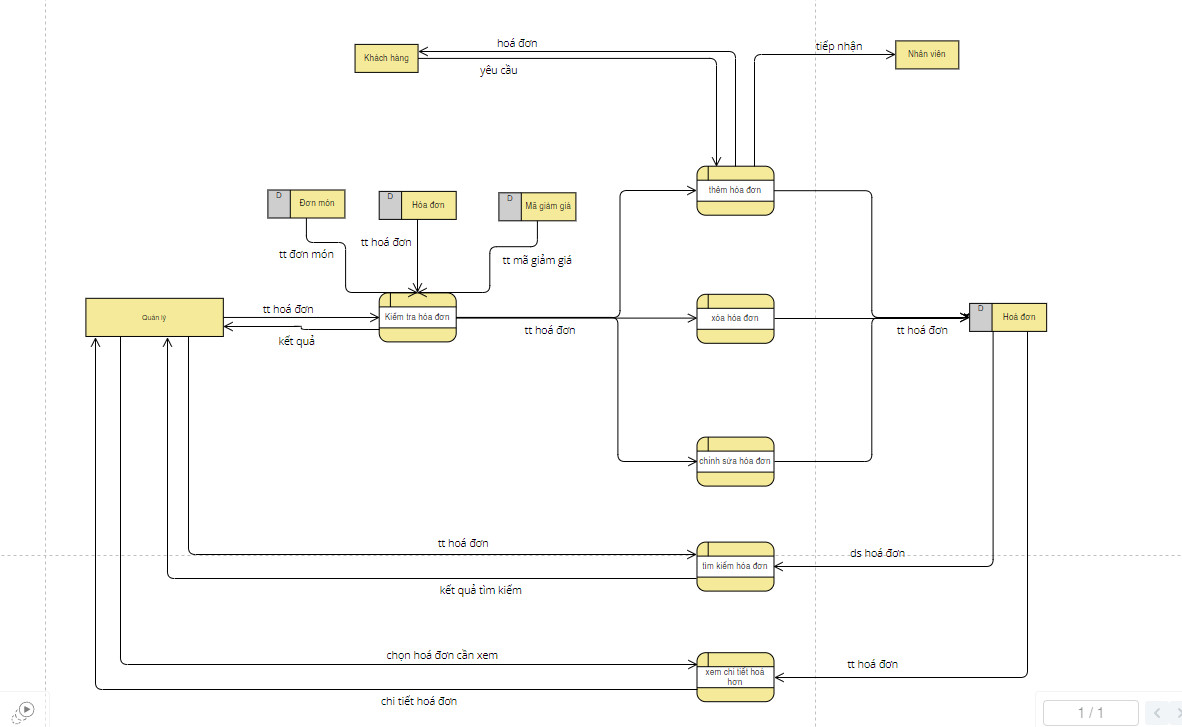 hoá đơn
tiếp nhận
Khách hàng
Nhân viên
yêu cầu
thêm hóa đơn
D
Đơn món
D
Hóa đơn
D
Mã giảm giá
tt hoá đơn
tt đơn món
tt mã giảm giá
Quản lý
tt hoá đơn
Kiểm tra hóa đơn
xóa hóa đơn
D
Hoá đơn
tt hoá đơn
tt hoá đơn
kết quả
chỉnh sửa hóa đơn
tt hoá đơn
ds hoá đơn
tìm kiếm hóa đơn
kết quả tìm kiếm
chọn hoá đơn cần xem
tt hoá đơn
xem chi tiết hoá
hơn
chi tiết hoá đơn
1 / 1